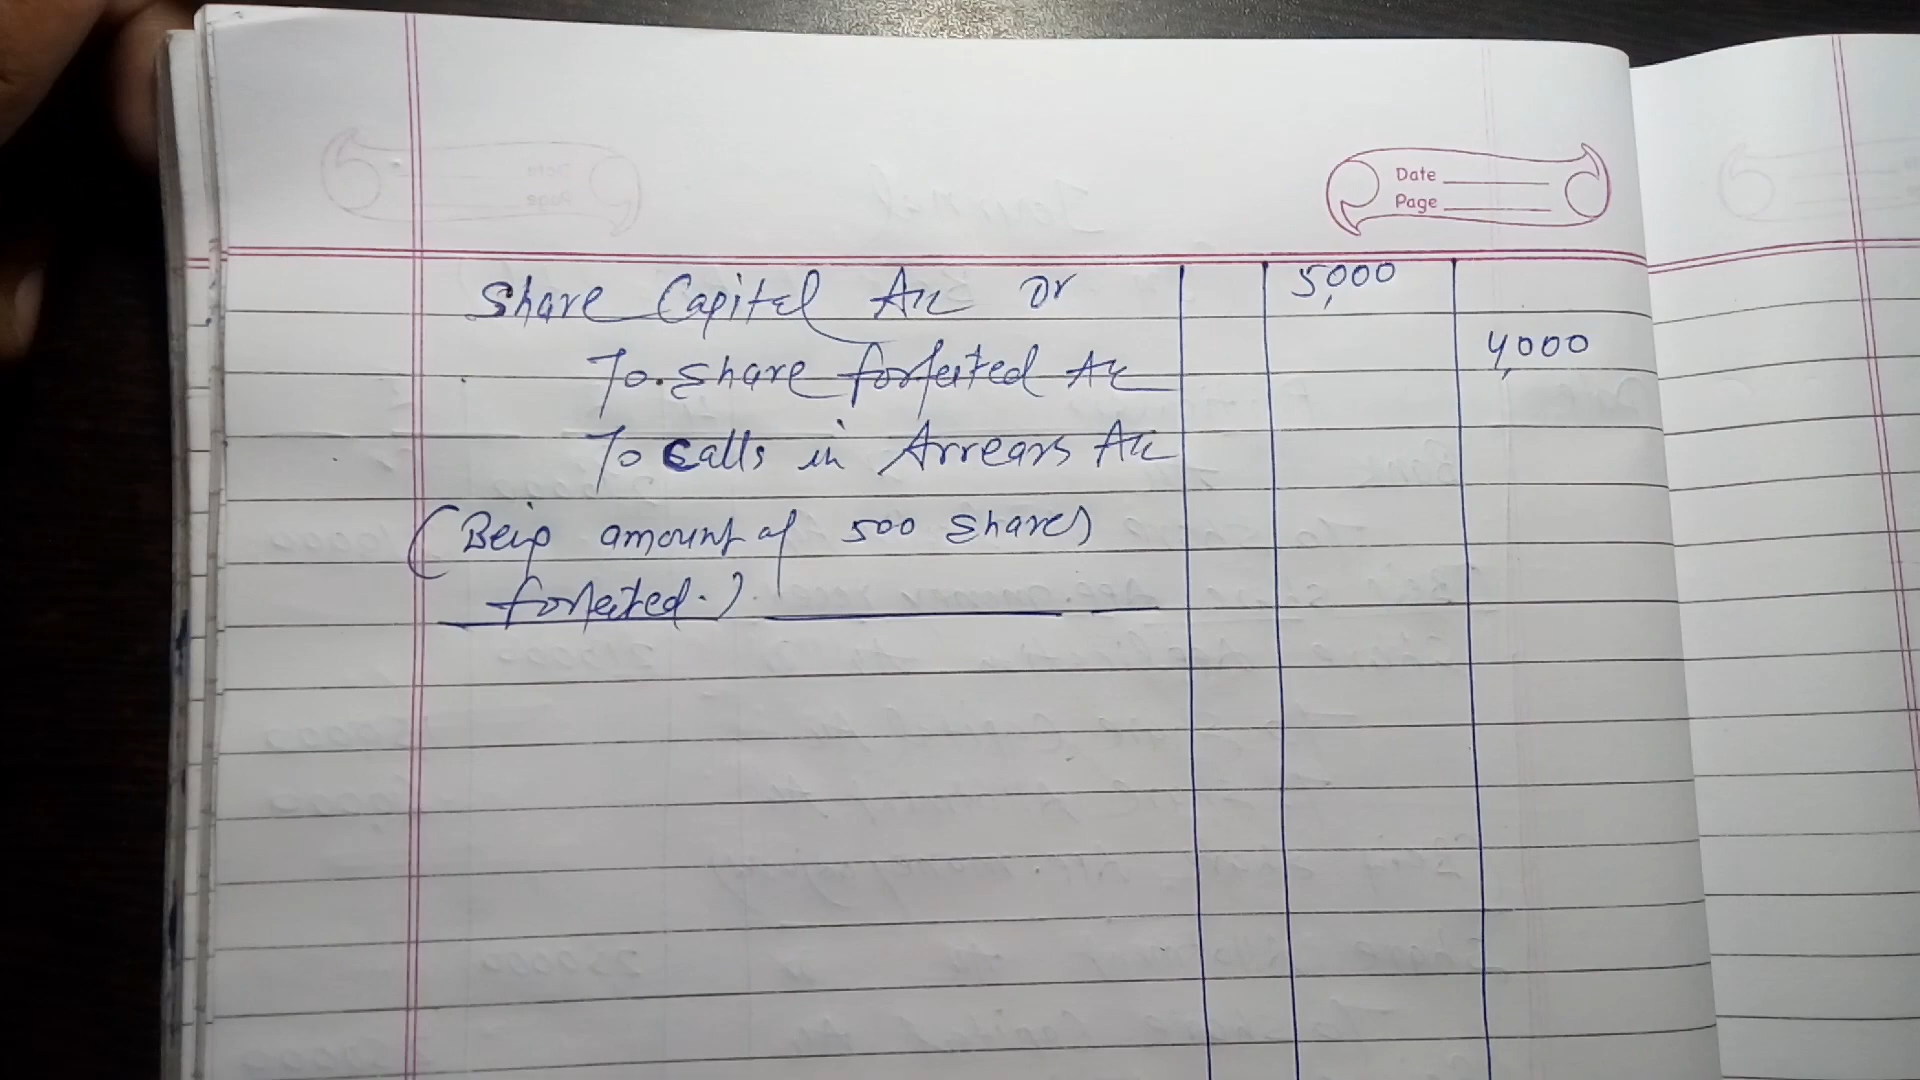 Date
Page
Share Capital A/c Dr 5,000
To Share forfeited A/c 4,000
To Calls in Arrears A/c
(Being amount of 500 Shares
forfeited.)